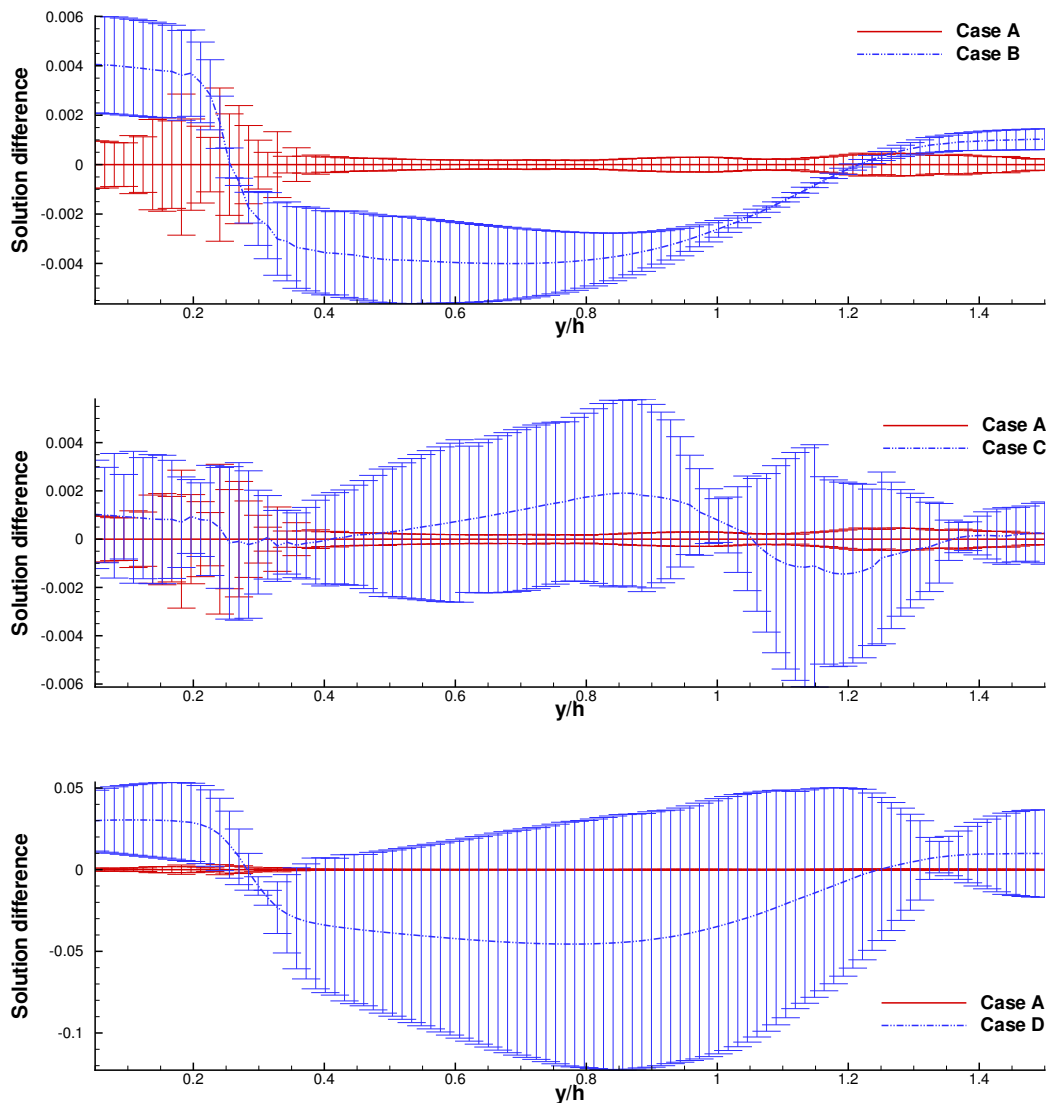 0.006
Case A
Case B
0.004
0.002
0
-0.002
-0.004
Solution difference
0.2 0.4 0.6 0.8 1 1.2 1.4
y/h
Case A
Case C
0.004
0.002
0
-0.002
-0.004
-0.006
Solution difference
0.2 0.4 0.6 0.8 1 1.2 1.4
y/h
0.05
0
-0.05
-0.1
Solution difference
Case A
Case D
0.2 0.4 0.6 0.8 1 1.2 1.4
y/h